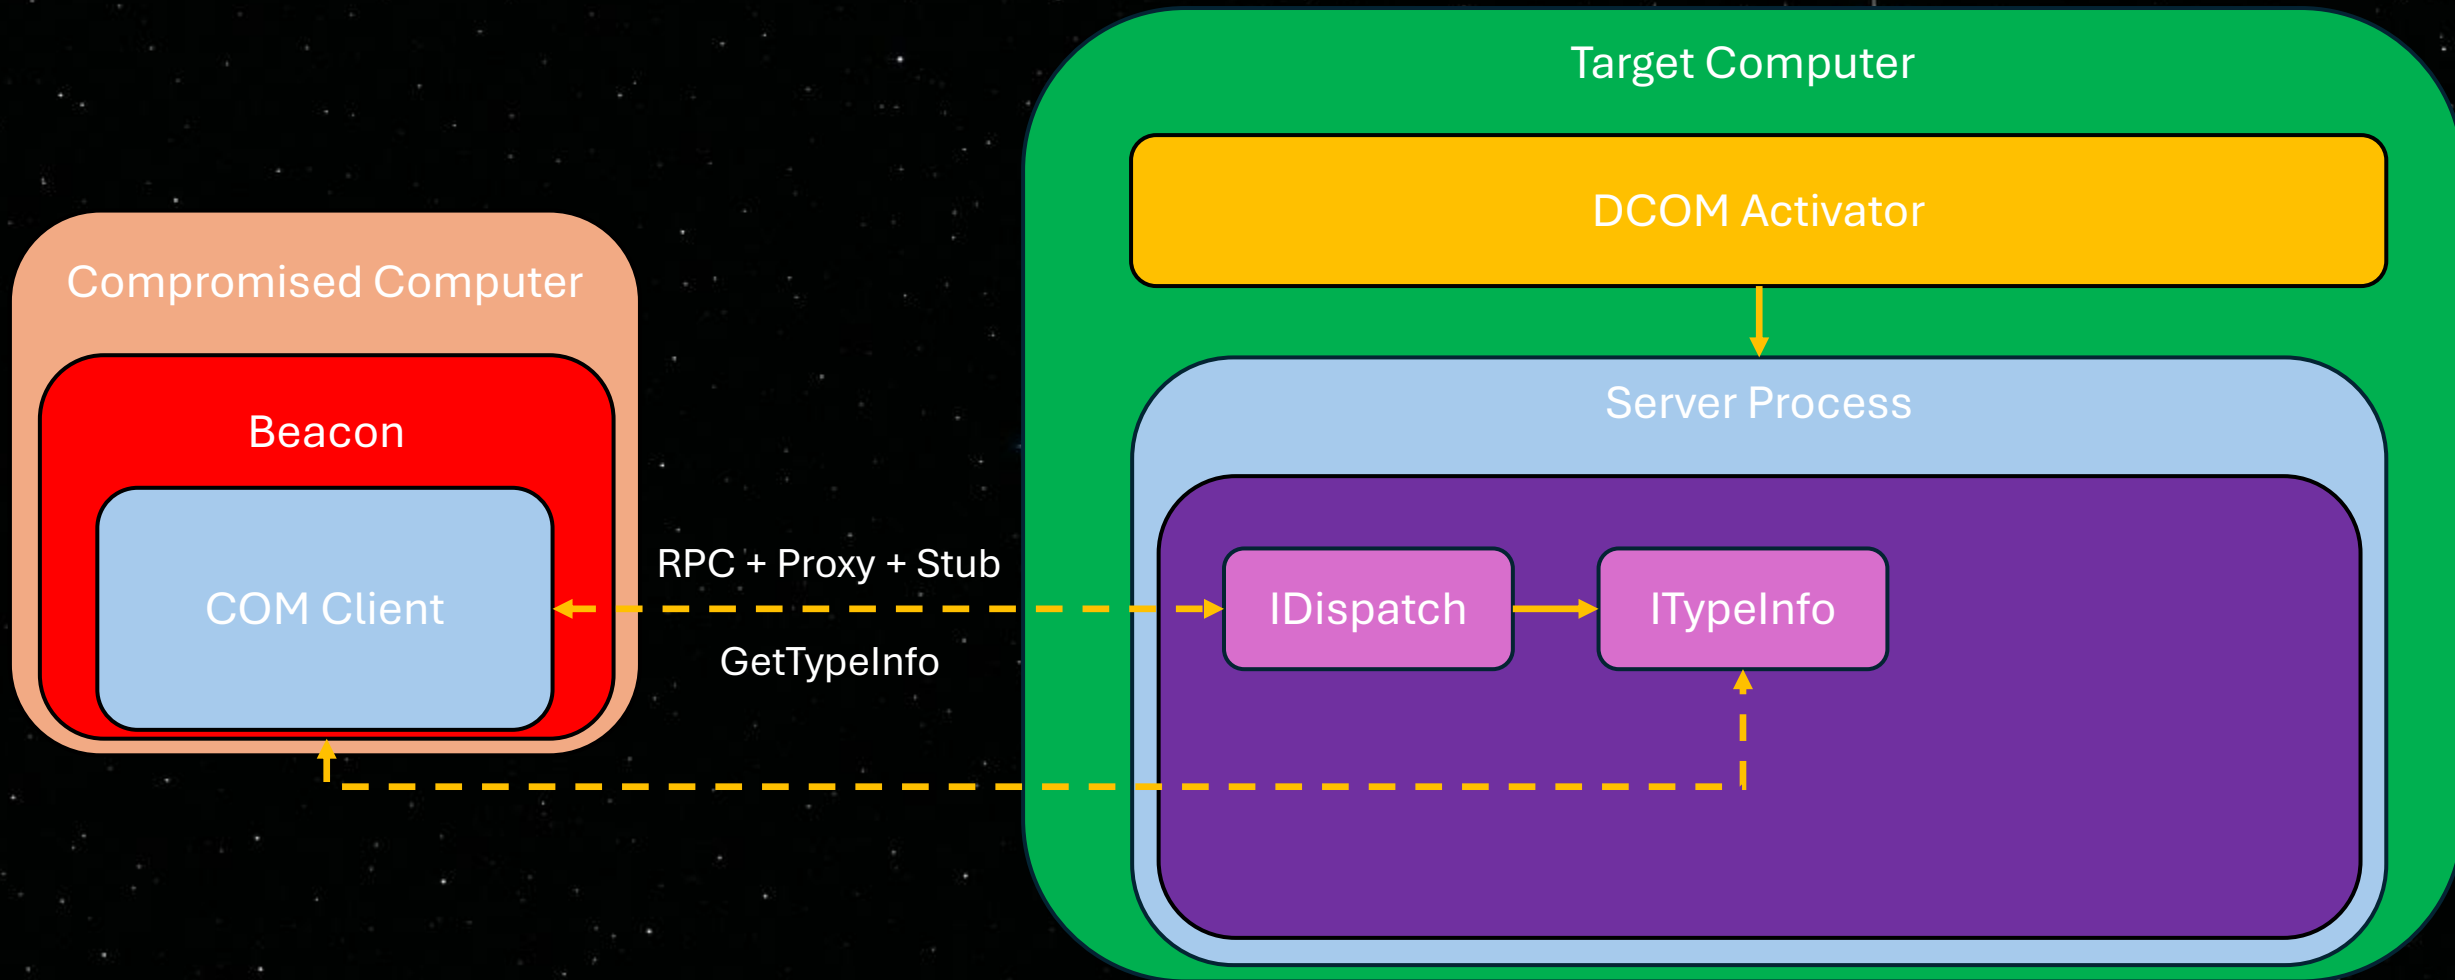 Target Computer
DCOM Activator
Compromised Computer
Server Process
Beacon
RPC + Proxy + Stub
COM Client
IDispatch
ITypeInfo
GetTypeInfo